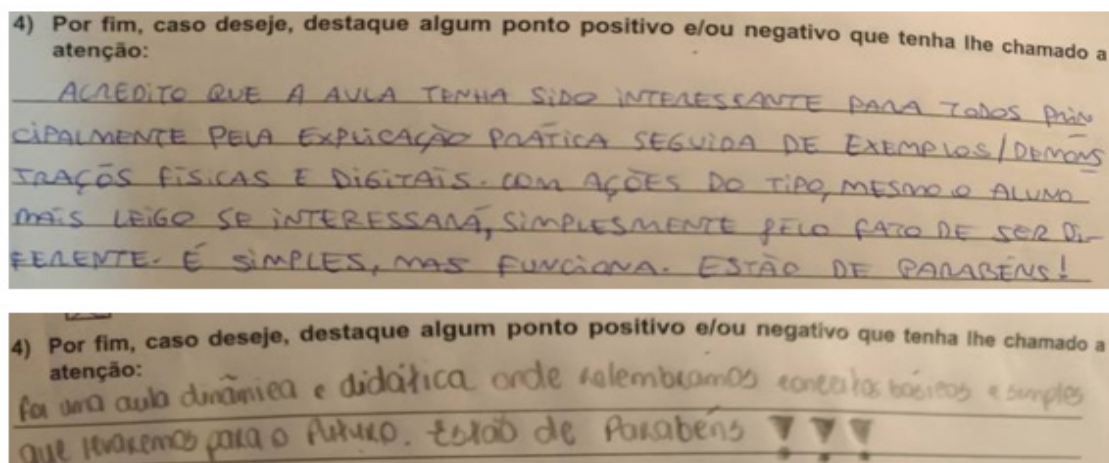 4) Por fim, caso deseje, destaque algum ponto positivo e/ou negativo que tenha lhe chamado a
atenção:
ACREDITO QUE A AULA TENHA SIDO INTERESSANTE PARA TODOS PRIN
CIPALMENTE PELA EXPLICAÇÃO PRÁTICA SEGUIDA DE EXEMPLOS/DEMONS
TRAÇÕS FÍSICAS E DIGITAIS. COM AÇÕES DO TIPO, MESMO O ALUNO
MAIS LEIGO SE INTERESSARÁ, SIMPLESMENTE PELO FATO DE SER DI-
FERENTE. É SIMPLES, MAS FUNCIONA. ESTÃO DE PARABÉNS!
4) Por fim, caso deseje, destaque algum ponto positivo e/ou negativo que tenha lhe chamado a
atenção:
foi uma aula dinâmica e didática onde relembramos conceitos básicos e simples
que levaremos para o futuro. Estão de Parabéns !!!